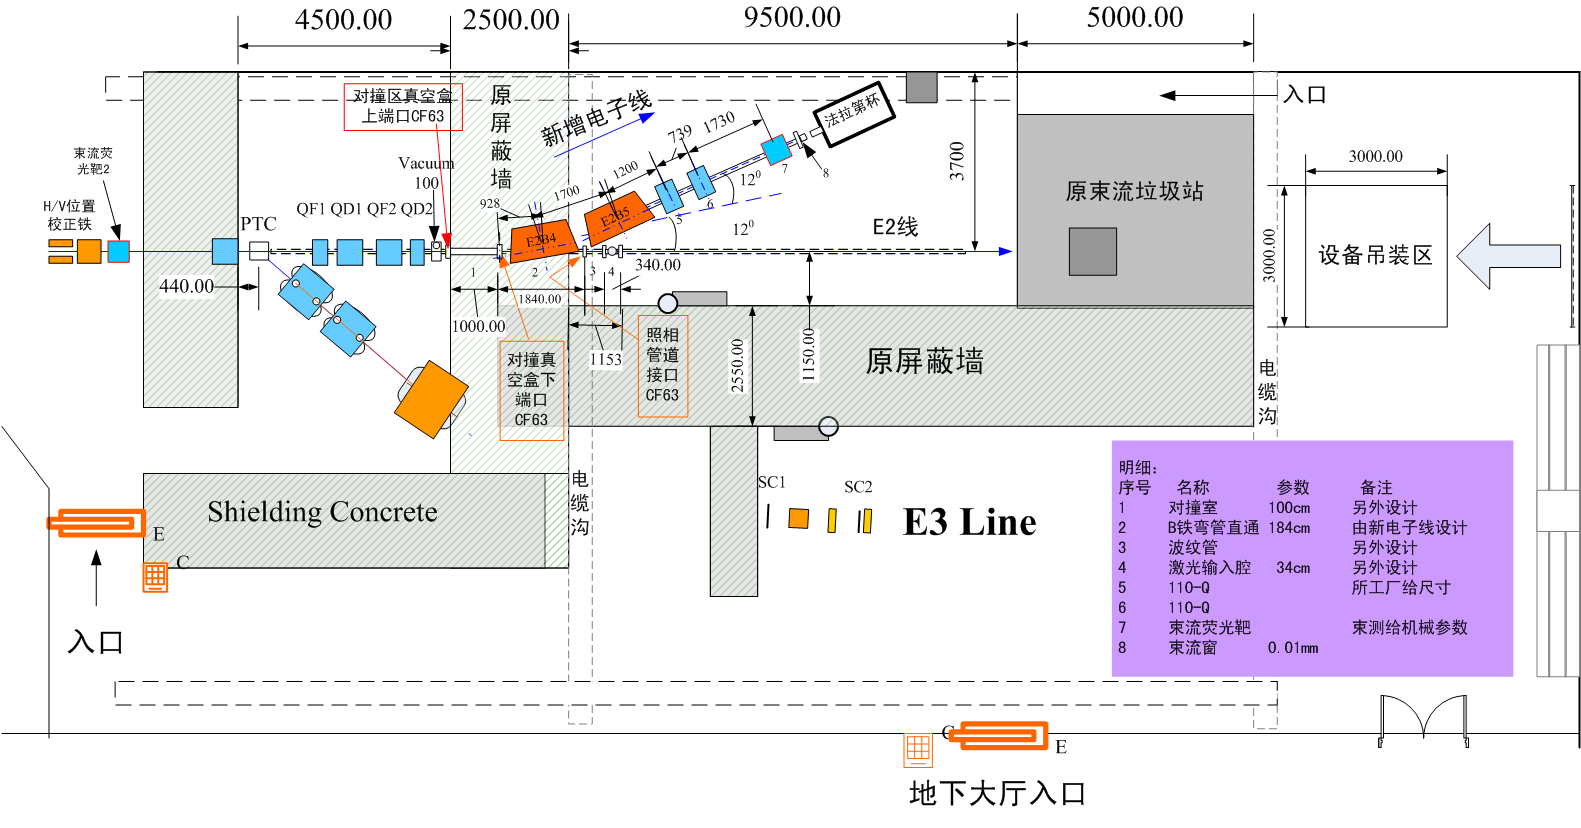 4500.00
2500.00
9500.00
5000.00
对撞区真空盒
上端口CF63
原
屏
蔽
墙
新增电子线
法拉第杯
入口
束流荧
光靶2
Vacuum
100
739
1730
1200
1700
928
3700
3000.00
H/V位置
校正铁
PTC
QF1 QD1 QF2 QD2
E2B4
E2B5
5
6
7
8
12⁰
12⁰
E2线
原束流垃圾站
设备吊装区
3000.00
440.00
1
2
3
4
340.00
1000.00
1840.00
1153
对撞真
空盒下
端口
CF63
照相
管道
接口
CF63
2550.00
1150.00
原屏蔽墙
电
缆
沟
Shielding Concrete
电
缆
沟
SC1
SC2
E3 Line
E
C
入口
明细:
序号 名称 参数 备注
1 对撞室 100cm 另外设计
2 B铁弯管直通 184cm 由新电子线设计
3 波纹管 另外设计
4 激光输入腔 34cm 另外设计
5 110-Q 所工厂给尺寸
6 110-Q
7 束流荧光靶 束测给机械参数
8 束流窗 0.01mm
C
E
地下大厅入口